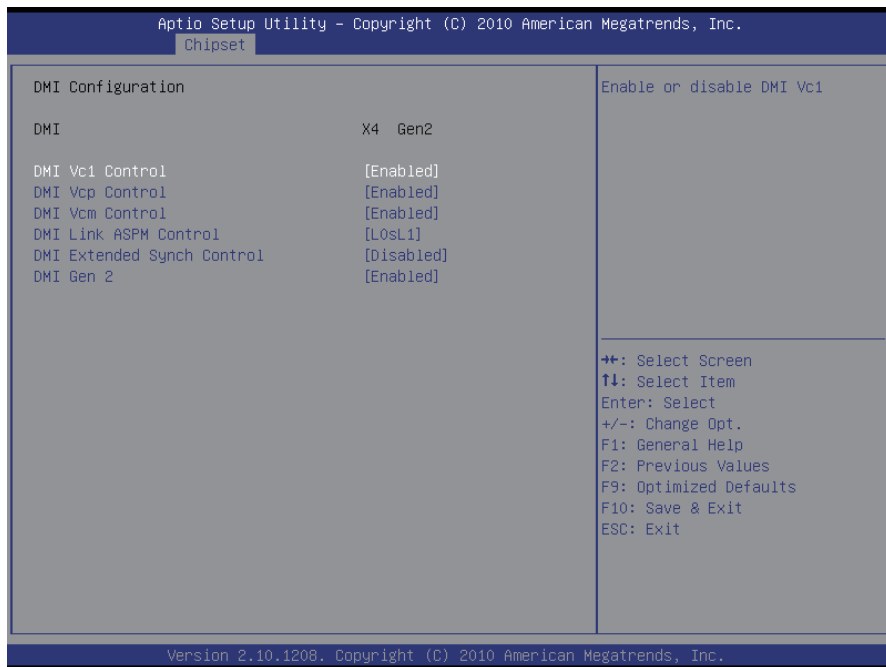 Aptio Setup Utility – Copyright (C) 2010 American Megatrends, Inc.
Chipset
DMI Configuration
DMI X4 Gen2
DMI Vc1 Control [Enabled]
DMI Vcp Control [Enabled]
DMI Vcm Control [Enabled]
DMI Link ASPM Control [L0sL1]
DMI Extended Synch Control [Disabled]
DMI Gen 2 [Enabled]
Enable or disable DMI Vc1
→←: Select Screen
↑↓: Select Item
Enter: Select
+/-: Change Opt.
F1: General Help
F2: Previous Values
F9: Optimized Defaults
F10: Save & Exit
ESC: Exit
Version 2.10.1208. Copyright (C) 2010 American Megatrends, Inc.